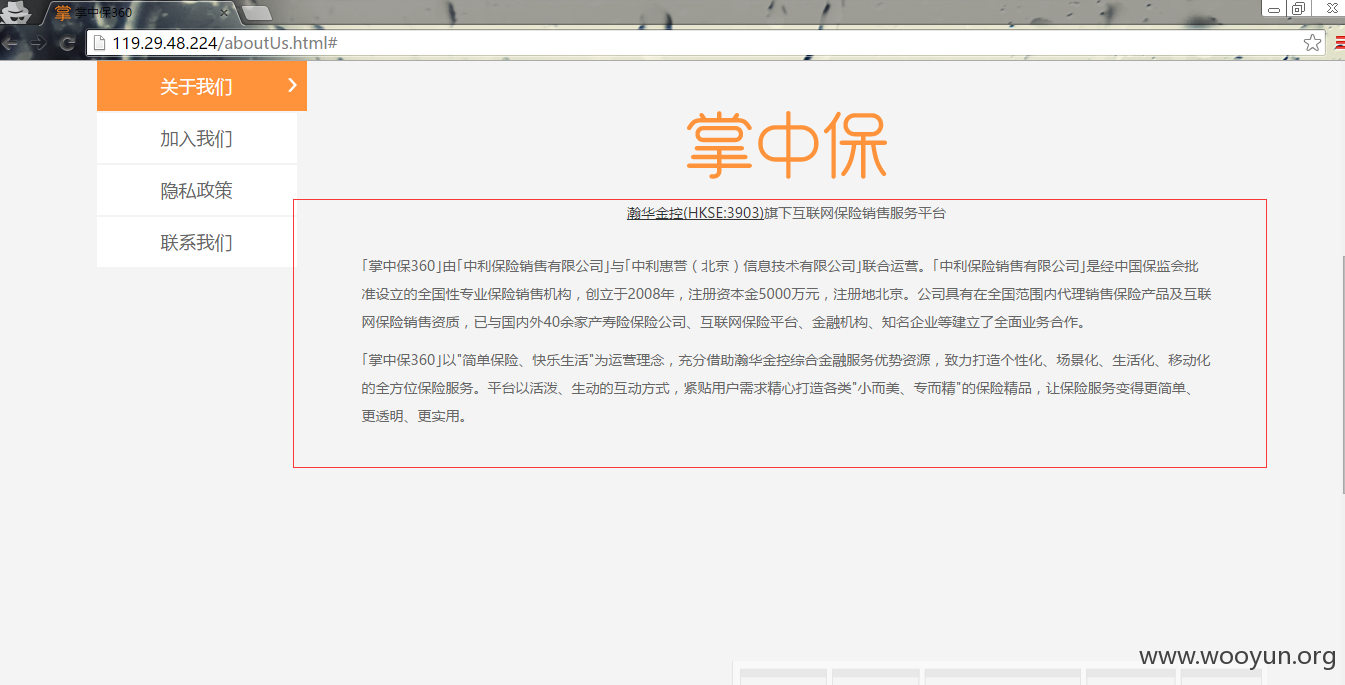 掌中保360
119.29.48.224/aboutUs.html#
关于我们
加入我们
隐私政策
联系我们
掌中保
瀚华金控(HKSE:3903)旗下互联网保险销售服务平台
「掌中保360」由「中利保险销售有限公司」与「中利惠营（北京）信息技术有限公司」联合运营。「中利保险销售有限公司」是经中国保监会批
准设立的全国性专业保险销售机构，创立于2008年，注册资本金5000万元，注册地北京。公司具有在全国范围内代理销售保险产品及互联
网保险销售资质，已与国内外40余家产寿险保险公司、互联网保险平台、金融机构、知名企业等建立了全面业务合作。
「掌中保360」以"简单保险、快乐生活"为运营理念，充分借助瀚华金控综合金融服务优势资源，致力打造个性化、场景化、生活化、移动化
的全方位保险服务。平台以活泼、生动的互动方式，紧贴用户需求精心打造各类"小而美、专而精"的保险精品，让保险服务变得更简单、
更透明、更实用。
www.wooyun.org